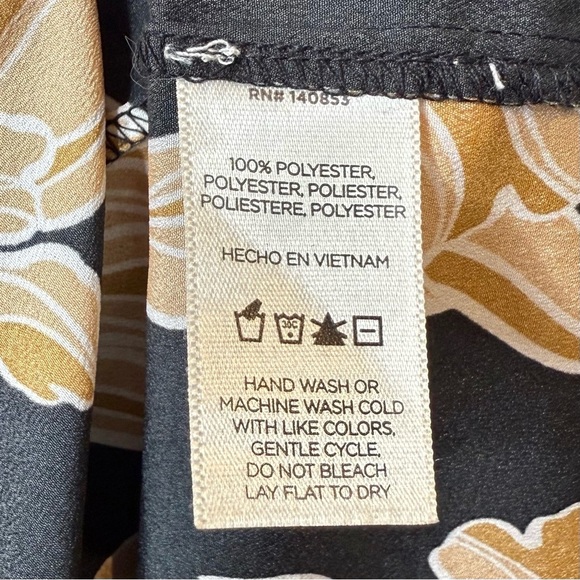 RN# 140853
100% POLYESTER,
POLYESTER, POLIESTER,
POLIESTERE, POLYESTER
HECHO EN VIETNAM
30C
HAND WASH OR
MACHINE WASH COLD
WITH LIKE COLORS,
GENTLE CYCLE,
DO NOT BLEACH
LAY FLAT TO DRY